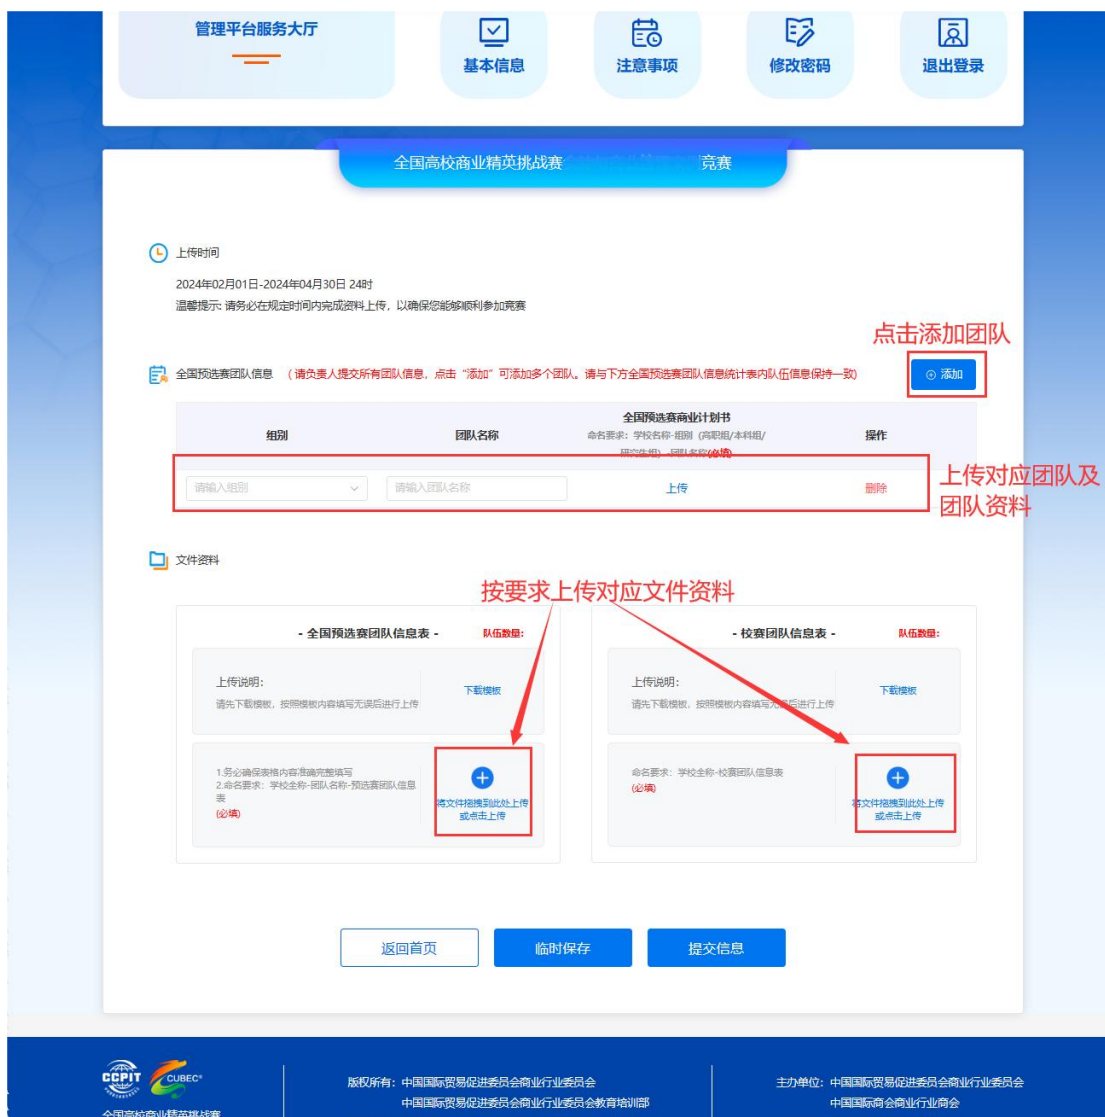 管理平台服务大厅
基本信息
注意事项
修改密码
退出登录
全国高校商业精英挑战赛
竞赛
上传时间
2024年02月01日-2024年04月30日 24时
温馨提示: 请务必在规定时间内完成资料上传，以确保您能够顺利参加竞赛
点击添加团队
全国预选赛团队信息 （请负责人提交所有团队信息，点击“添加”可添加多个团队。请与下方全国预选赛团队信息统计表内队伍信息保持一致)
添加
组别
团队名称
全国预选赛商业计划书
命名要求：学校名称-组别（高职组/本科组/
研究生组）-团队名称(必填)
操作
请输入组别
请输入团队名称
上传
删除
上传对应团队及
团队资料
文件资料
按要求上传对应文件资料
- 全国预选赛团队信息表 -
队伍数量:
上传说明：
请先下载模板，按照模板内容填写无误后进行上传
下载模板
1.务必确保表格内容准确完整填写
2.命名要求：学校全称-团队名称-预选赛团队信息
表
(必填)
将文件拖拽到此处上传
或点击上传
- 校赛团队信息表 -
队伍数量:
上传说明：
请先下载模板，按照模板内容填写无误后进行上传
下载模板
命名要求：学校全称-校赛团队信息表
(必填)
将文件拖拽到此处上传
或点击上传
返回首页
临时保存
提交信息
CCPIT
CUBEC
全国高校商业精英挑战赛
版权所有：中国国际贸易促进委员会商业行业委员会
中国国际贸易促进委员会商业行业委员会教育培训部
主办单位：中国国际贸易促进委员会商业行业委员会
中国国际商会商业行业商会